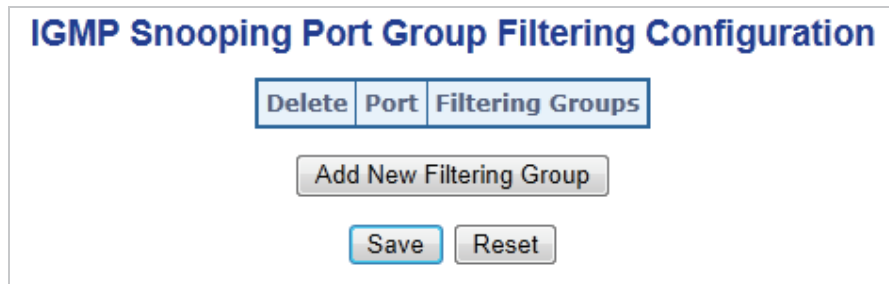 IGMP Snooping Port Group Filtering Configuration
Delete Port Filtering Groups
Add New Filtering Group
Save Reset